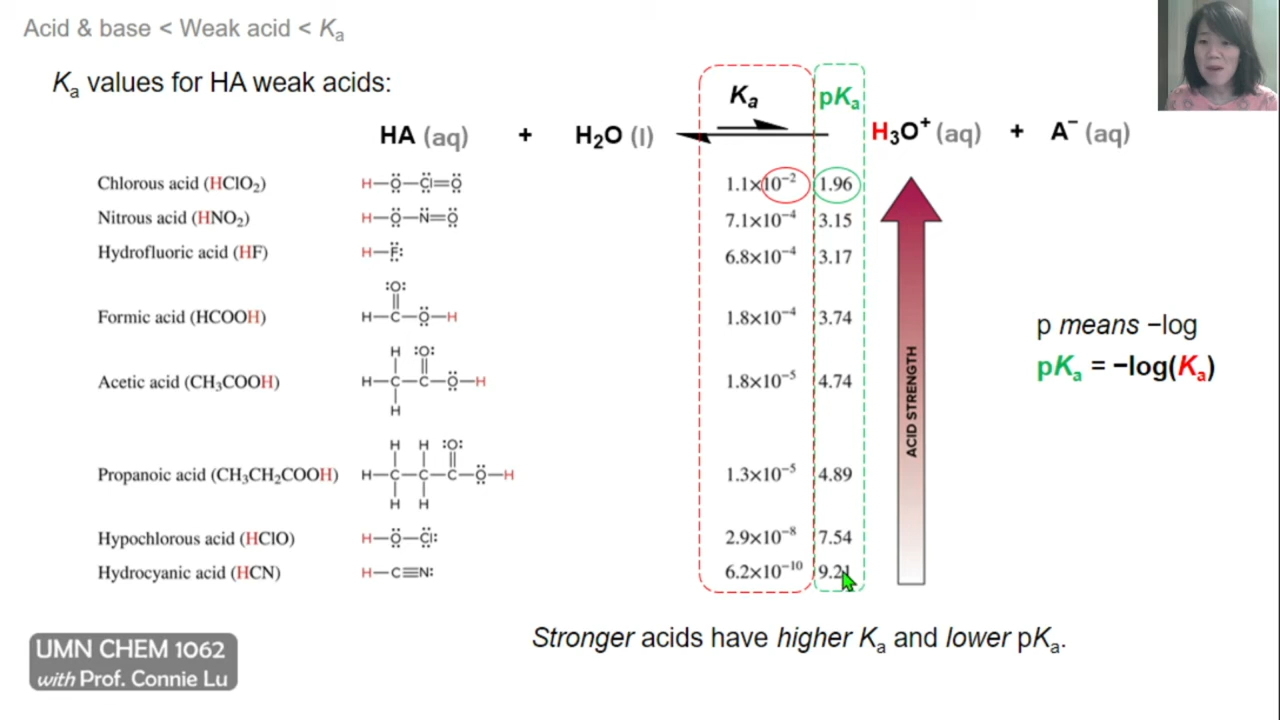 Acid & base < Weak acid < Kₐ
Kₐ values for HA weak acids:
Kₐ pKₐ
HA (aq) + H₂O (l) H₃O⁺ (aq) + A⁻ (aq)
Chlorous acid (HClO₂) H–Ö–C̈l=Ö 1.1×10⁻² 1.96
Nitrous acid (HNO₂) H–Ö–N̈=Ö 7.1×10⁻⁴ 3.15
Hydrofluoric acid (HF) H–F̈: 6.8×10⁻⁴ 3.17
:O:
Formic acid (HCOOH) H–C–Ö–H 1.8×10⁻⁴ 3.74
H :O:
Acetic acid (CH₃COOH) H–C–C–Ö–H 1.8×10⁻⁵ 4.74
H
H H :O:
Propanoic acid (CH₃CH₂COOH) H–C–C–C–Ö–H 1.3×10⁻⁵ 4.89
H H
Hypochlorous acid (HClO) H–Ö–C̈l: 2.9×10⁻⁸ 7.54
Hydrocyanic acid (HCN) H–C≡N: 6.2×10⁻¹⁰ 9.21
ACID STRENGTH
p means −log
pKₐ = −log(Kₐ)
Stronger acids have higher Kₐ and lower pKₐ.
UMN CHEM 1062
with Prof. Connie Lu